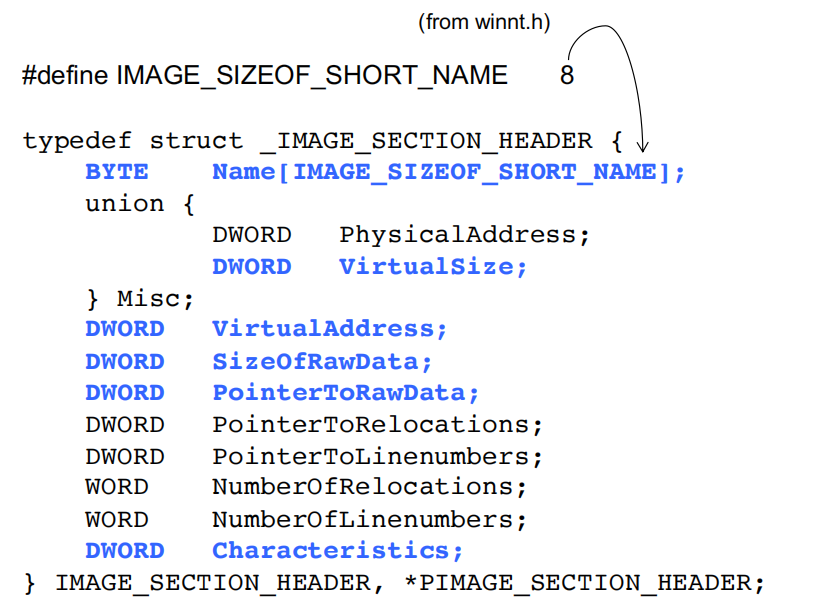 (from winnt.h)
#define IMAGE_SIZEOF_SHORT_NAME 8
typedef struct _IMAGE_SECTION_HEADER {
BYTE Name[IMAGE_SIZEOF_SHORT_NAME];
union {
DWORD PhysicalAddress;
DWORD VirtualSize;
} Misc;
DWORD VirtualAddress;
DWORD SizeOfRawData;
DWORD PointerToRawData;
DWORD PointerToRelocations;
DWORD PointerToLinenumbers;
WORD NumberOfRelocations;
WORD NumberOfLinenumbers;
DWORD Characteristics;
} IMAGE_SECTION_HEADER, *PIMAGE_SECTION_HEADER;